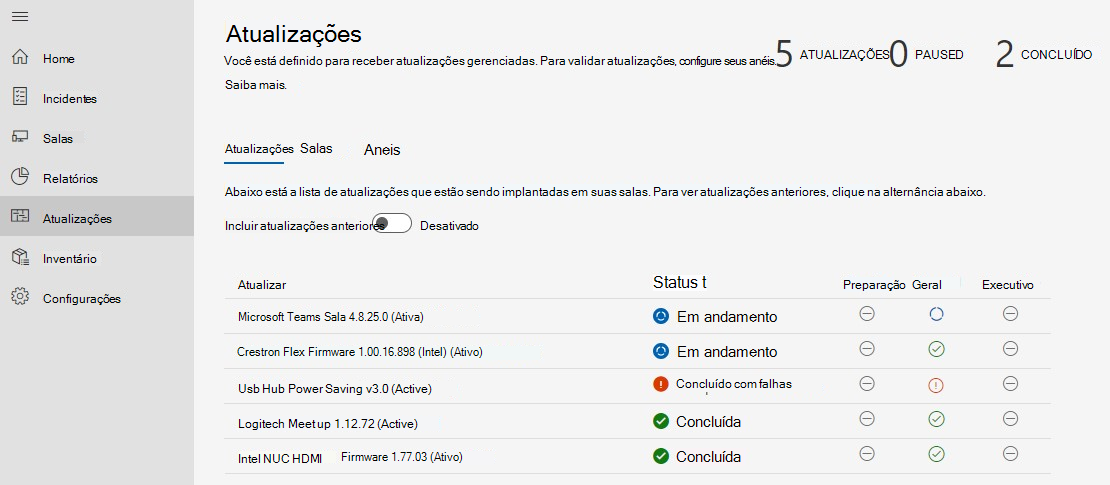 Atualizações
Você está definido para receber atualizações gerenciadas. Para validar atualizações, configure seus anéis.
Saiba mais.
5 ATUALIZAÇÕES 0 PAUSED 2 CONCLUÍDO
Home
Incidentes
Salas
Relatórios
Atualizações
Inventário
Configurações
Atualizações Salas Aneis
Abaixo está a lista de atualizações que estão sendo implantadas em suas salas. Para ver atualizações anteriores, clique na alternância abaixo.
Incluir atualizações anteriores Desativado
Atualizar Status t Preparação Geral Executivo
Microsoft Teams Sala 4.8.25.0 (Ativa) Em andamento
Crestron Flex Firmware 1.00.16.898 (Intel) (Ativo) Em andamento
Usb Hub Power Saving v3.0 (Active) Concluído com falhas
Logitech Meetup 1.12.72 (Active) Concluída
Intel NUC HDMI Firmware 1.77.03 (Ativo) Concluída